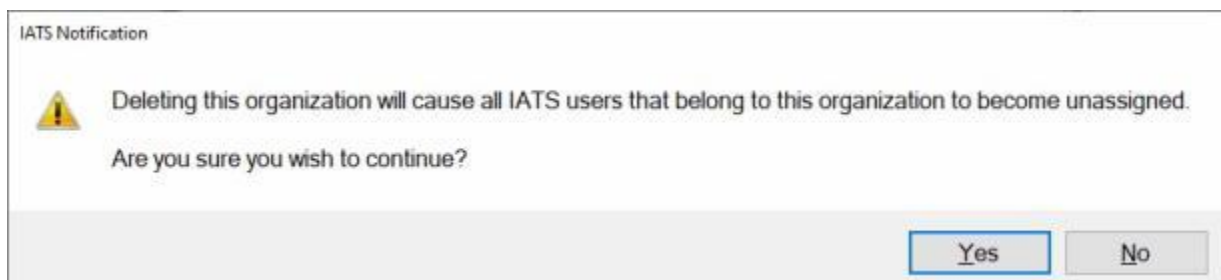 IATS Notification
Deleting this organization will cause all IATS users that belong to this organization to become unassigned.
Are you sure you wish to continue?
Yes
No